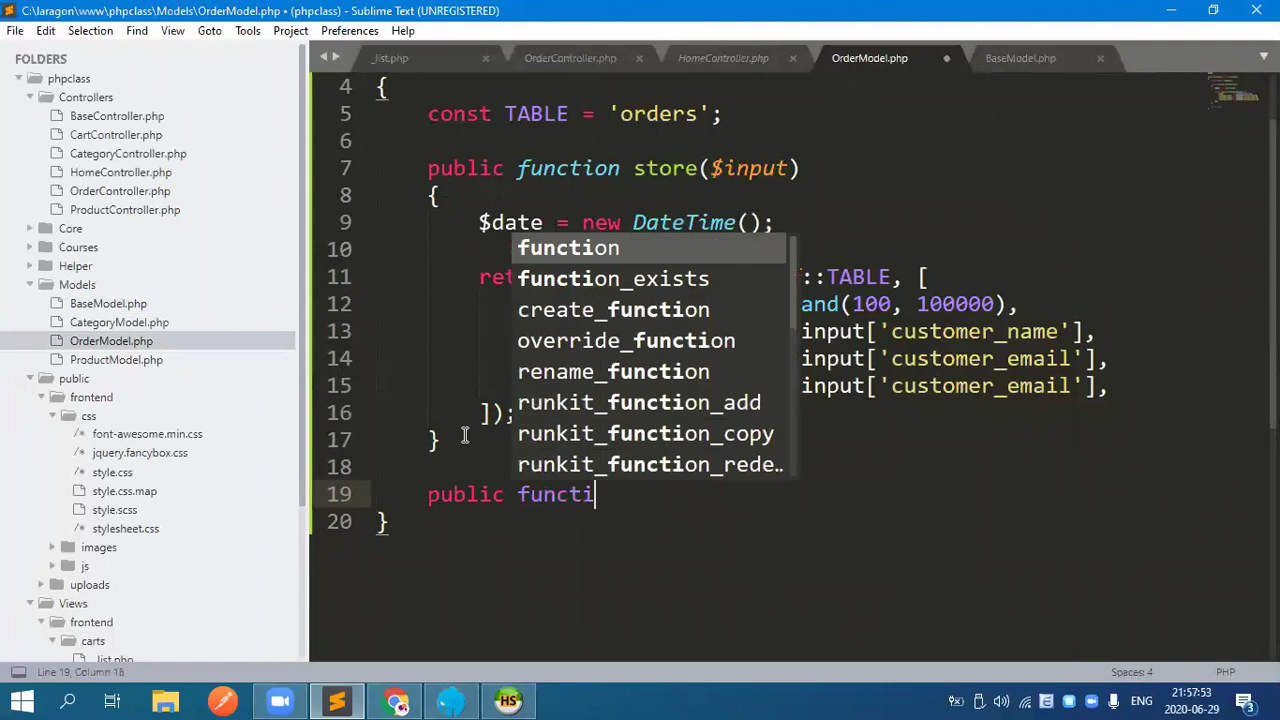 C:\laragon\www\phpclass\Models\OrderModel.php • (phpclass) - Sublime Text (UNREGISTERED)
File Edit Selection Find View Goto Tools Project Preferences Help
FOLDERS
phpclass
Controllers
BaseController.php
CartController.php
CategoryController.php
HomeController.php
OrderController.php
ProductController.php
Core
Courses
Helper
Models
BaseModel.php
CategoryModel.php
OrderModel.php
ProductModel.php
public
frontend
css
font-awesome.min.css
jquery.fancybox.css
style.css
style.css.map
style.scss
stylesheet.css
images
js
uploads
Views
frontend
carts
_list.php
_list.php OrderController.php HomeController.php OrderModel.php BaseModel.php
4 {
5 const TABLE = 'orders';
6
7 public function store($input)
8 {
9 $date = new DateTime();
10
11 ret ::TABLE, [
12 and(100, 100000),
13 input['customer_name'],
14 input['customer_email'],
15 input['customer_email'],
16 ]);
17 }
18
19 public functi
20 }
function
function_exists
create_function
override_function
rename_function
runkit_function_add
runkit_function_copy
runkit_function_rede..
Line 19, Column 18 Spaces: 4 PHP
ENG 21:57:53
2020-06-29
3